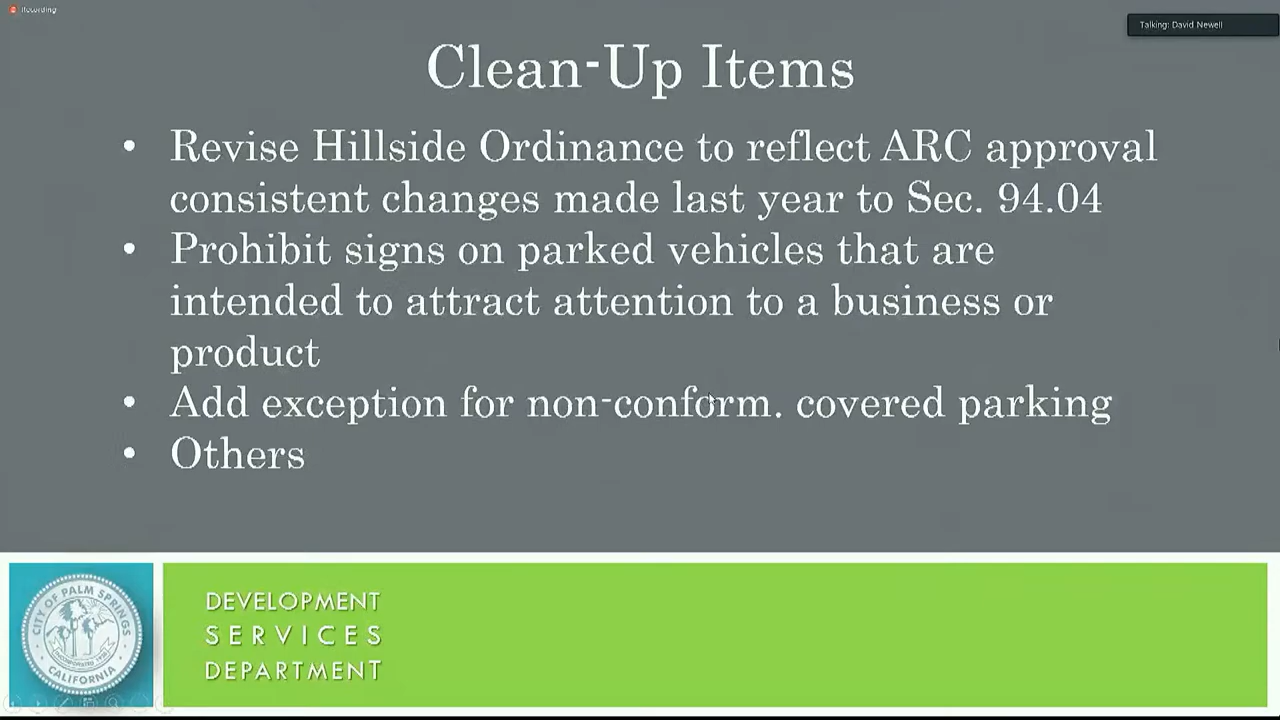 Recording
Talking: David Newell
Clean-Up Items
• Revise Hillside Ordinance to reflect ARC approval
consistent changes made last year to Sec. 94.04
• Prohibit signs on parked vehicles that are
intended to attract attention to a business or
product
• Add exception for non-conform. covered parking
• Others
CITY OF PALM SPRINGS
CALIFORNIA
DEVELOPMENT
SERVICES
DEPARTMENT